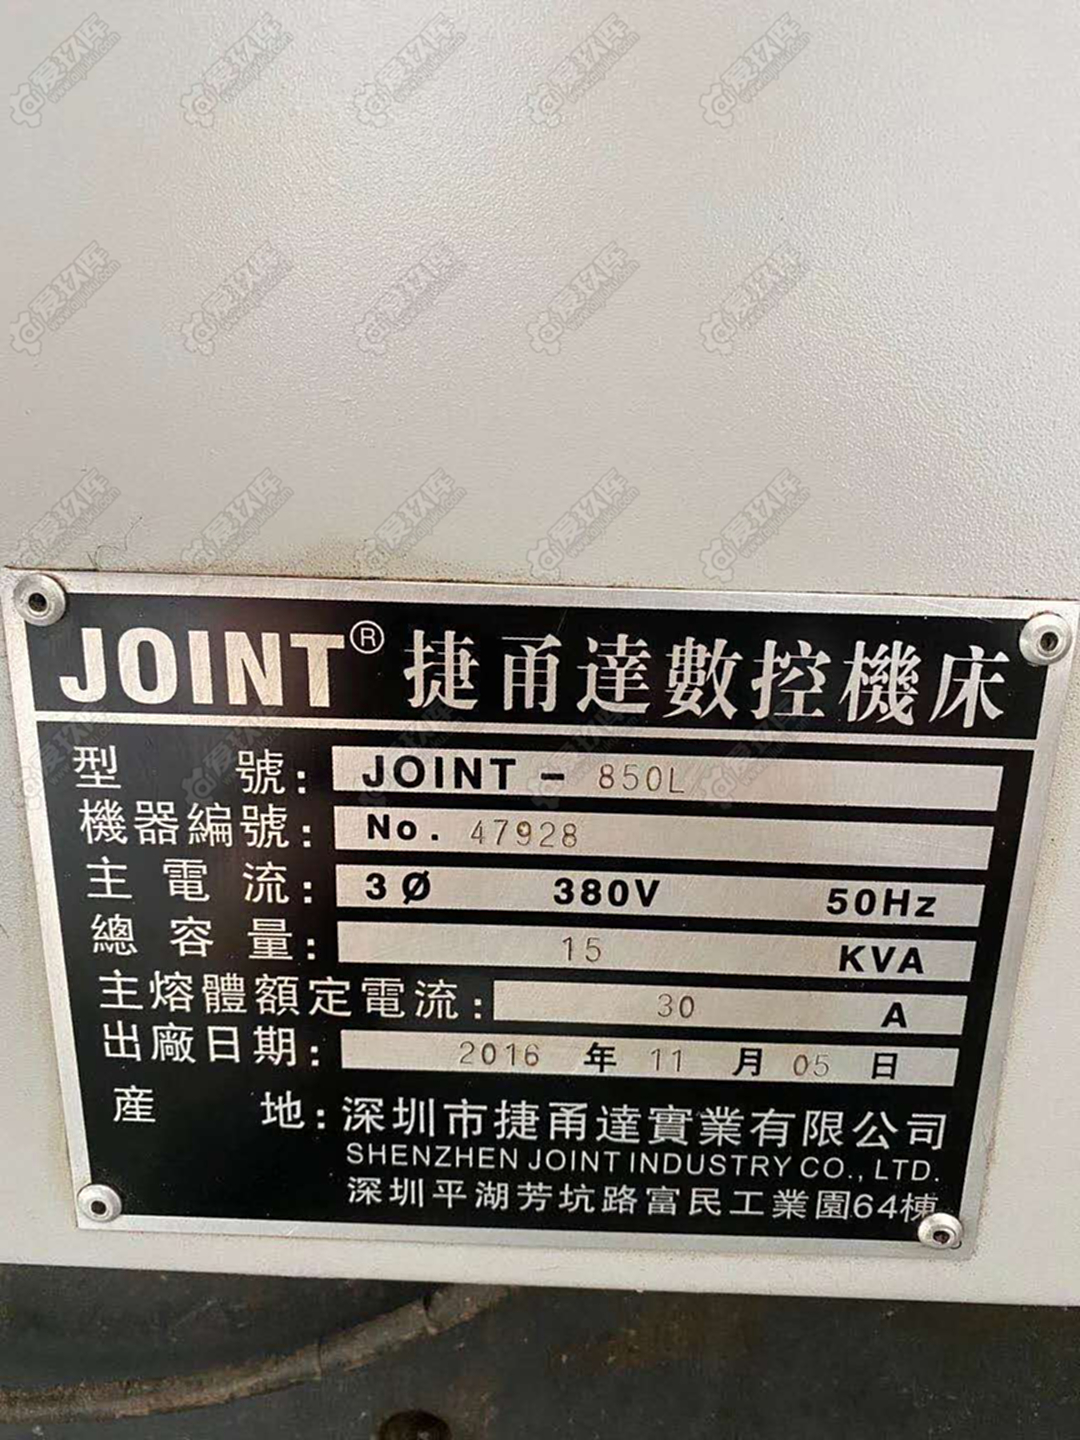 JOINT® 捷甬達數控機床
型號: JOINT - 850L
機器編號: No. 47928
主電流: 3Ø 380V 50Hz
總容量: 15 KVA
主熔體額定電流: 30 A
出廠日期: 2016 年 11 月 05 日
産地: 深圳市捷甬達實業有限公司
SHENZHEN JOINT INDUSTRY CO., LTD.
深圳平湖芳坑路富民工業園64棟